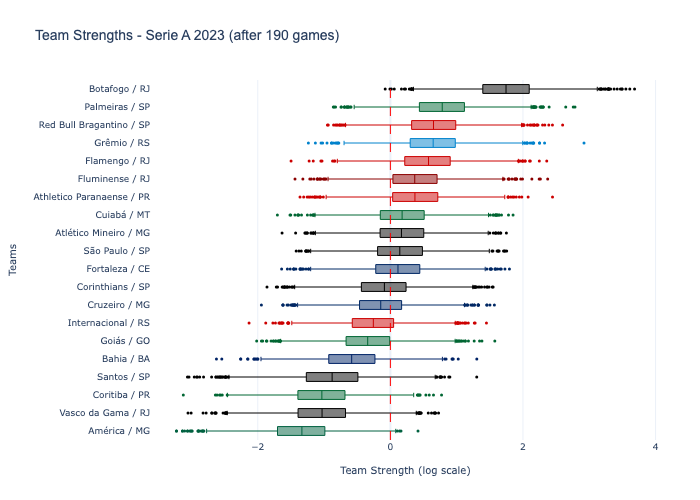 Team Strengths - Serie A 2023 (after 190 games)
Botafogo / RJ
Palmeiras / SP
Red Bull Bragantino / SP
Grêmio / RS
Flamengo / RJ
Fluminense / RJ
Athletico Paranaense / PR
Cuiabá / MT
Atlético Mineiro / MG
São Paulo / SP
Fortaleza / CE
Corinthians / SP
Cruzeiro / MG
Internacional / RS
Goiás / GO
Bahia / BA
Santos / SP
Coritiba / PR
Vasco da Gama / RJ
América / MG
Teams
−2 0 2 4
Team Strength (log scale)